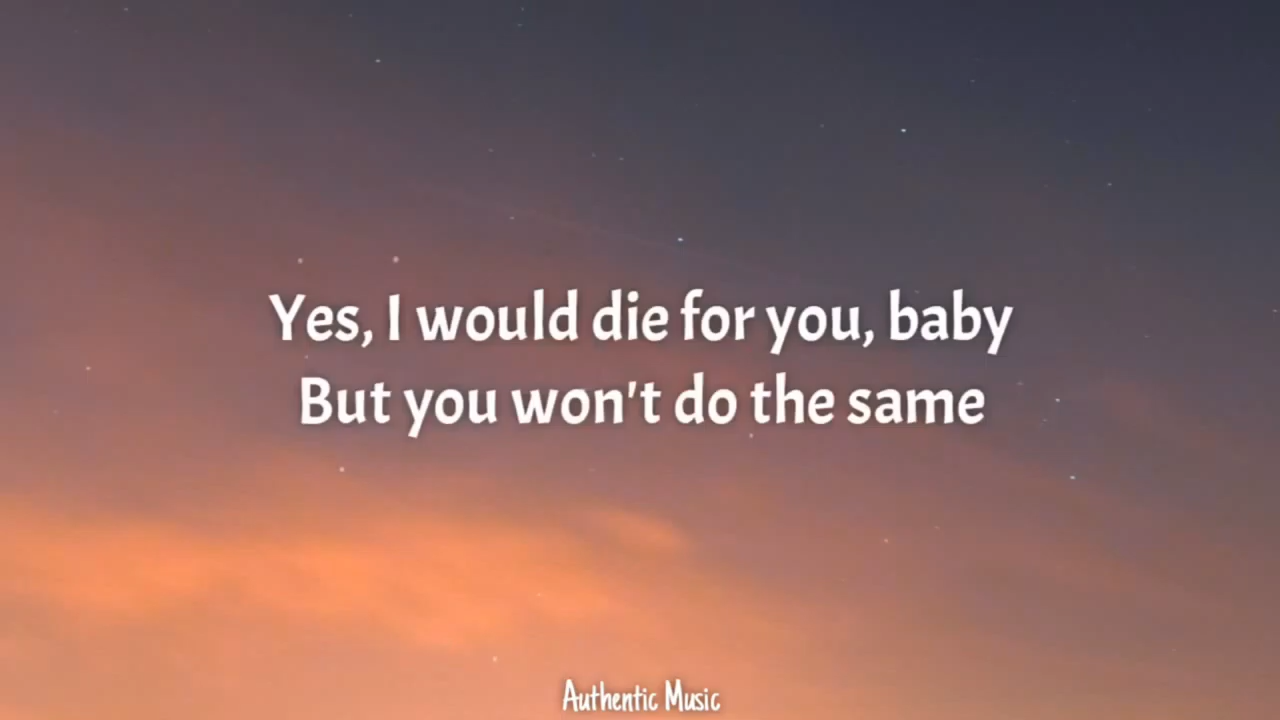 Yes, I would die for you, baby
But you won't do the same
Authentic Music